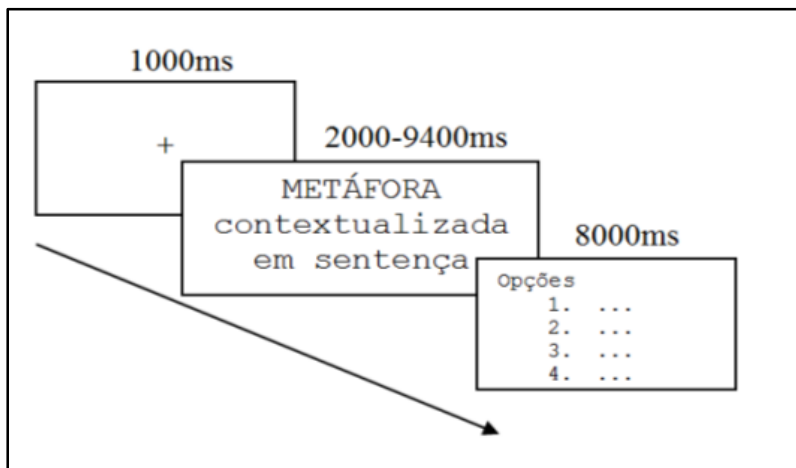 1000ms
+
2000-9400ms
METÁFORA
contextualizada
em sentença
8000ms
Opções
1. ...
2. ...
3. ...
4. ...